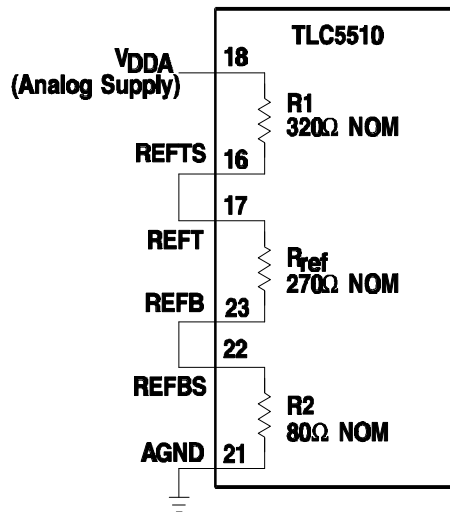 TLC5510
VDDA
(Analog Supply)
18
R1
320Ω NOM
REFTS
16
17
REFT
Rref
270Ω NOM
REFB
23
22
REFBS
R2
80Ω NOM
AGND
21